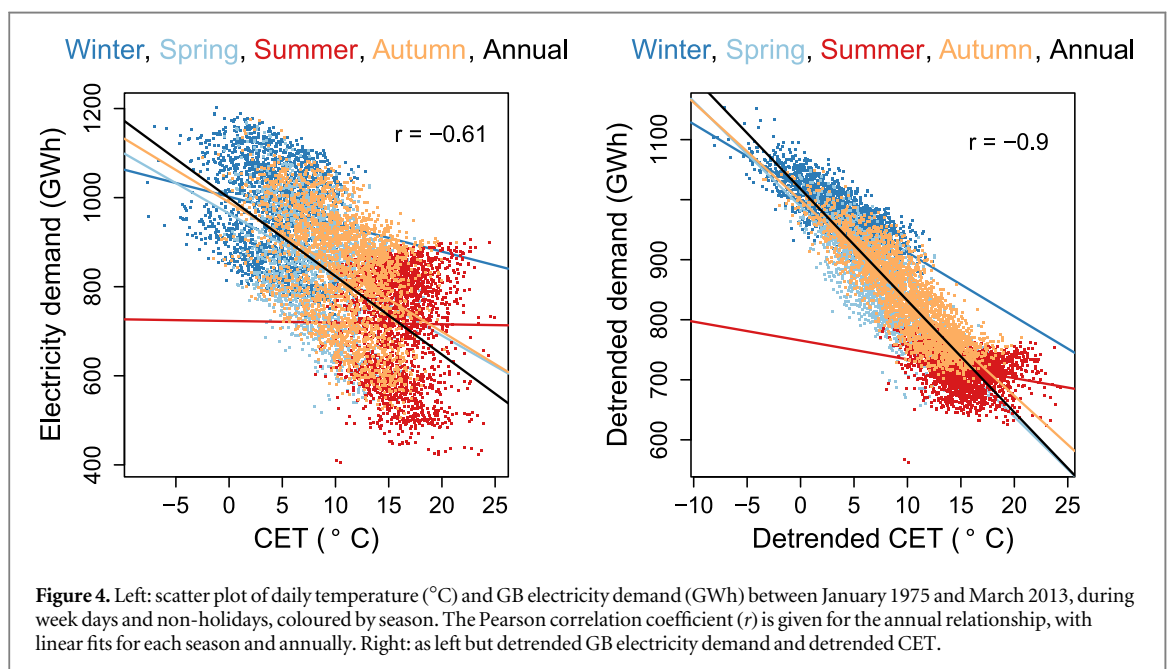 Winter, Spring, Summer, Autumn, Annual
1200
1000
800
600
400
Electricity demand (GWh)
r = −0.61
−5 0 5 10 15 20 25
CET ( ° C)
Winter, Spring, Summer, Autumn, Annual
1100
900
800
700
600
Detrended demand (GWh)
r = −0.9
−10 −5 0 5 10 15 20 25
Detrended CET ( ° C)
Figure 4. Left: scatter plot of daily temperature (°C) and GB electricity demand (GWh) between January 1975 and March 2013, during
week days and non-holidays, coloured by season. The Pearson correlation coefficient (r) is given for the annual relationship, with
linear fits for each season and annually. Right: as left but detrended GB electricity demand and detrended CET.